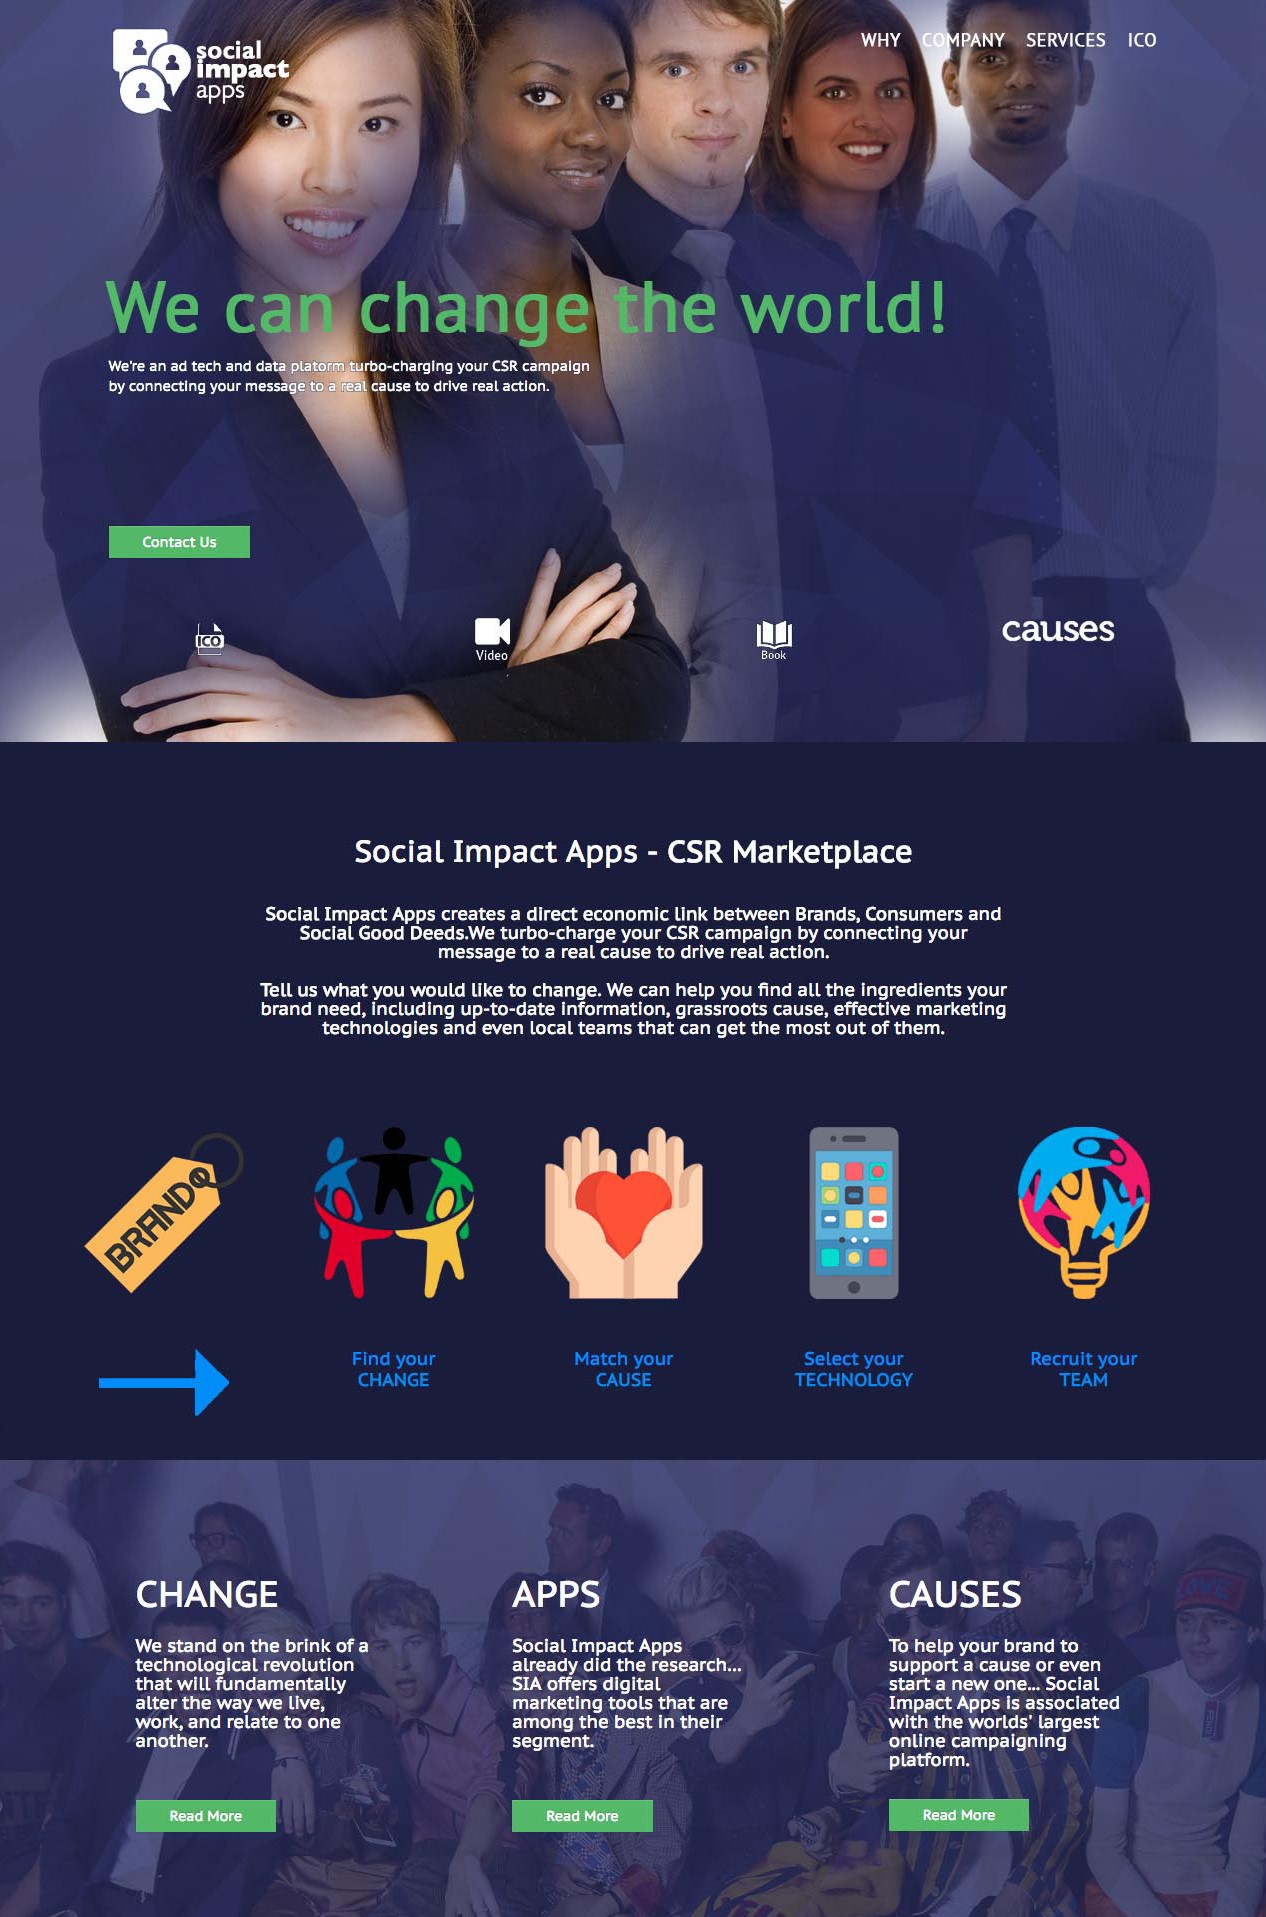 social
impact
apps
WHY COMPANY SERVICES ICO
We can change the world!
We're an ad tech and data platorm turbo-charging your CSR campaign
by connecting your message to a real cause to drive real action.
Contact Us
ICO
Video
Book
causes
Social Impact Apps - CSR Marketplace
Social Impact Apps creates a direct economic link between Brands, Consumers and
Social Good Deeds.We turbo-charge your CSR campaign by connecting your
message to a real cause to drive real action.
Tell us what you would like to change. We can help you find all the ingredients your
brand need, including up-to-date information, grassroots cause, effective marketing
technologies and even local teams that can get the most out of them.
BRAND
Find your
CHANGE
Match your
CAUSE
Select your
TECHNOLOGY
Recruit your
TEAM
CHANGE
We stand on the brink of a
technological revolution
that will fundamentally
alter the way we live,
work, and relate to one
another.
Read More
APPS
Social Impact Apps
already did the research...
SIA offers digital
marketing tools that are
among the best in their
segment.
Read More
CAUSES
To help your brand to
support a cause or even
start a new one... Social
Impact Apps is associated
with the worlds' largest
online campaigning
platform.
Read More
LOVE
FENDI